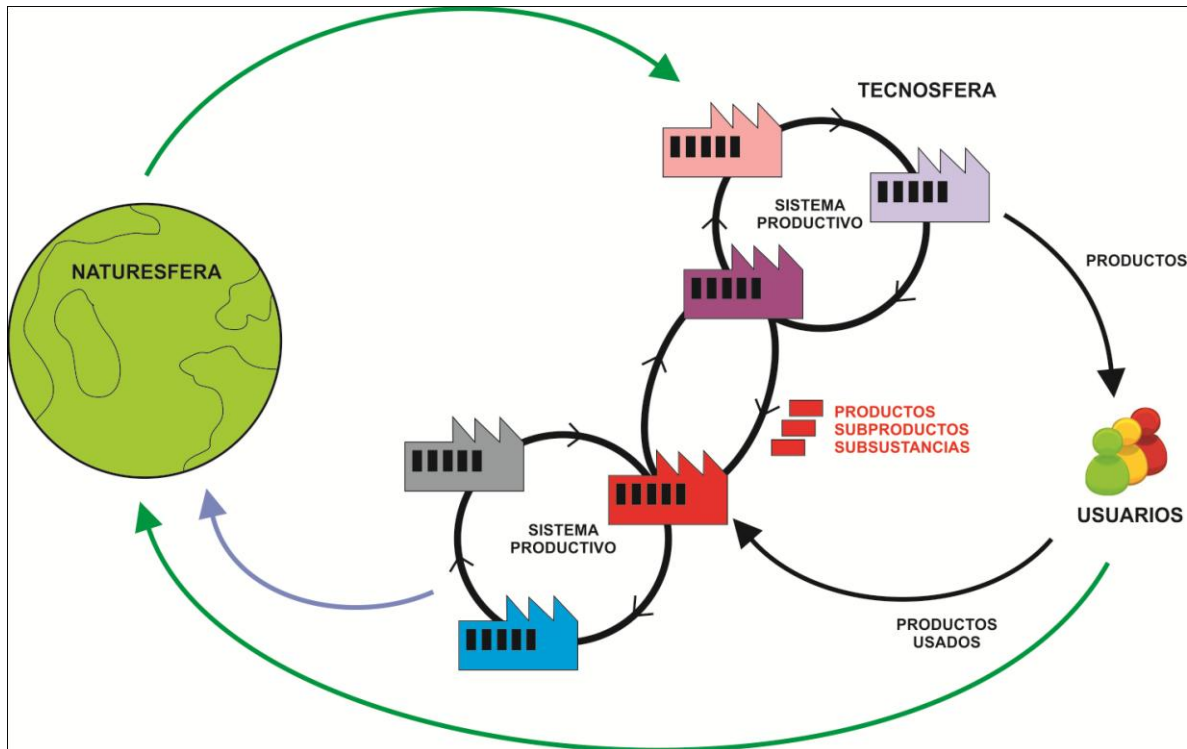 TECNOSFERA
SISTEMA
PRODUCTIVO
NATURESFERA
PRODUCTOS
PRODUCTOS
SUBPRODUCTOS
SUBSUSTANCIAS
USUARIOS
SISTEMA
PRODUCTIVO
PRODUCTOS
USADOS